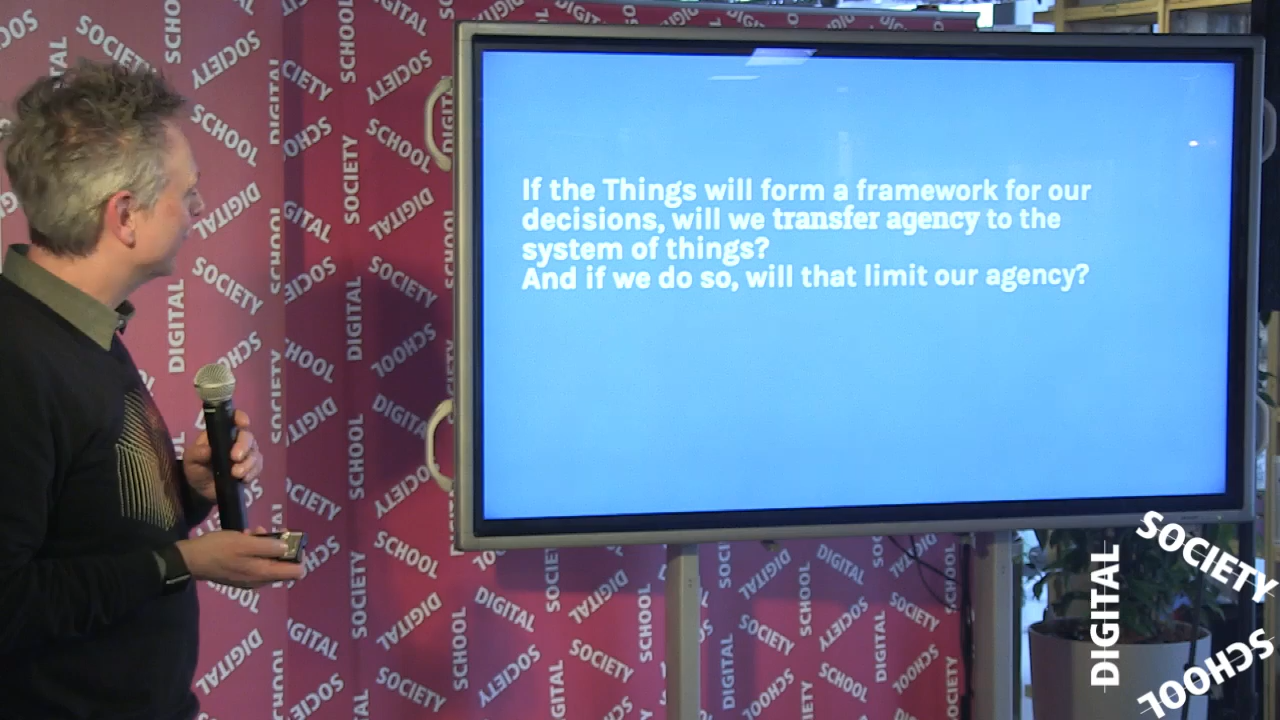 If the Things will form a framework for our
decisions, will we transfer agency to the
system of things?
And if we do so, will that limit our agency?
DIGITAL
SOCIETY
SCHOOL